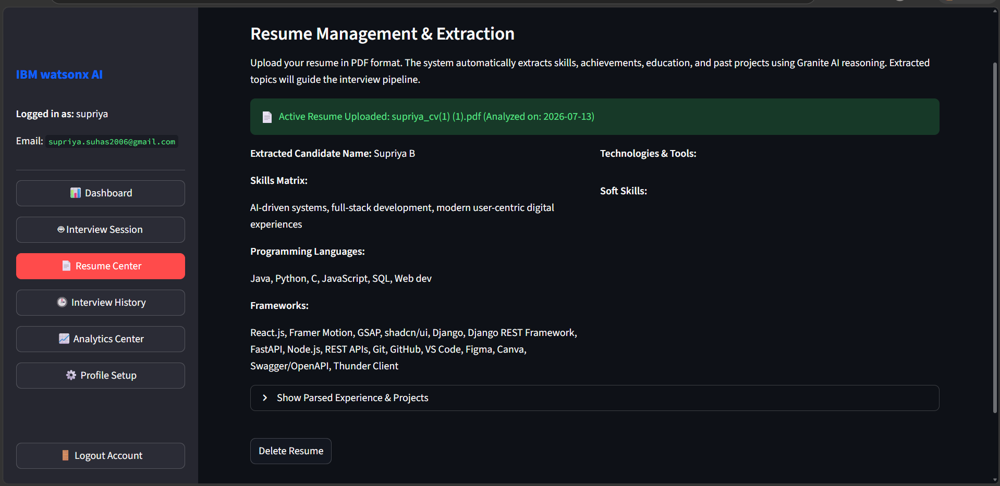 IBM watsonx AI
Logged in as: supriya
Email: supriya.suhas2006@gmail.com
Dashboard
Interview Session
Resume Center
Interview History
Analytics Center
Profile Setup
Logout Account
Resume Management & Extraction
Upload your resume in PDF format. The system automatically extracts skills, achievements, education, and past projects using Granite AI reasoning. Extracted
topics will guide the interview pipeline.
Active Resume Uploaded: supriya_cv(1) (1).pdf (Analyzed on: 2026-07-13)
Extracted Candidate Name: Supriya B
Skills Matrix:
AI-driven systems, full-stack development, modern user-centric digital
experiences
Programming Languages:
Java, Python, C, JavaScript, SQL, Web dev
Frameworks:
React.js, Framer Motion, GSAP, shadcn/ui, Django, Django REST Framework,
FastAPI, Node.js, REST APIs, Git, GitHub, VS Code, Figma, Canva,
Swagger/OpenAPI, Thunder Client
Technologies & Tools:
Soft Skills:
Show Parsed Experience & Projects
Delete Resume